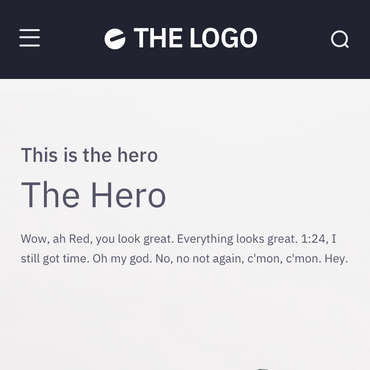 THE LOGO
This is the hero
The Hero
Wow, ah Red, you look great. Everything looks great. 1:24, I
still got time. Oh my god. No, no not again, c'mon, c'mon. Hey.